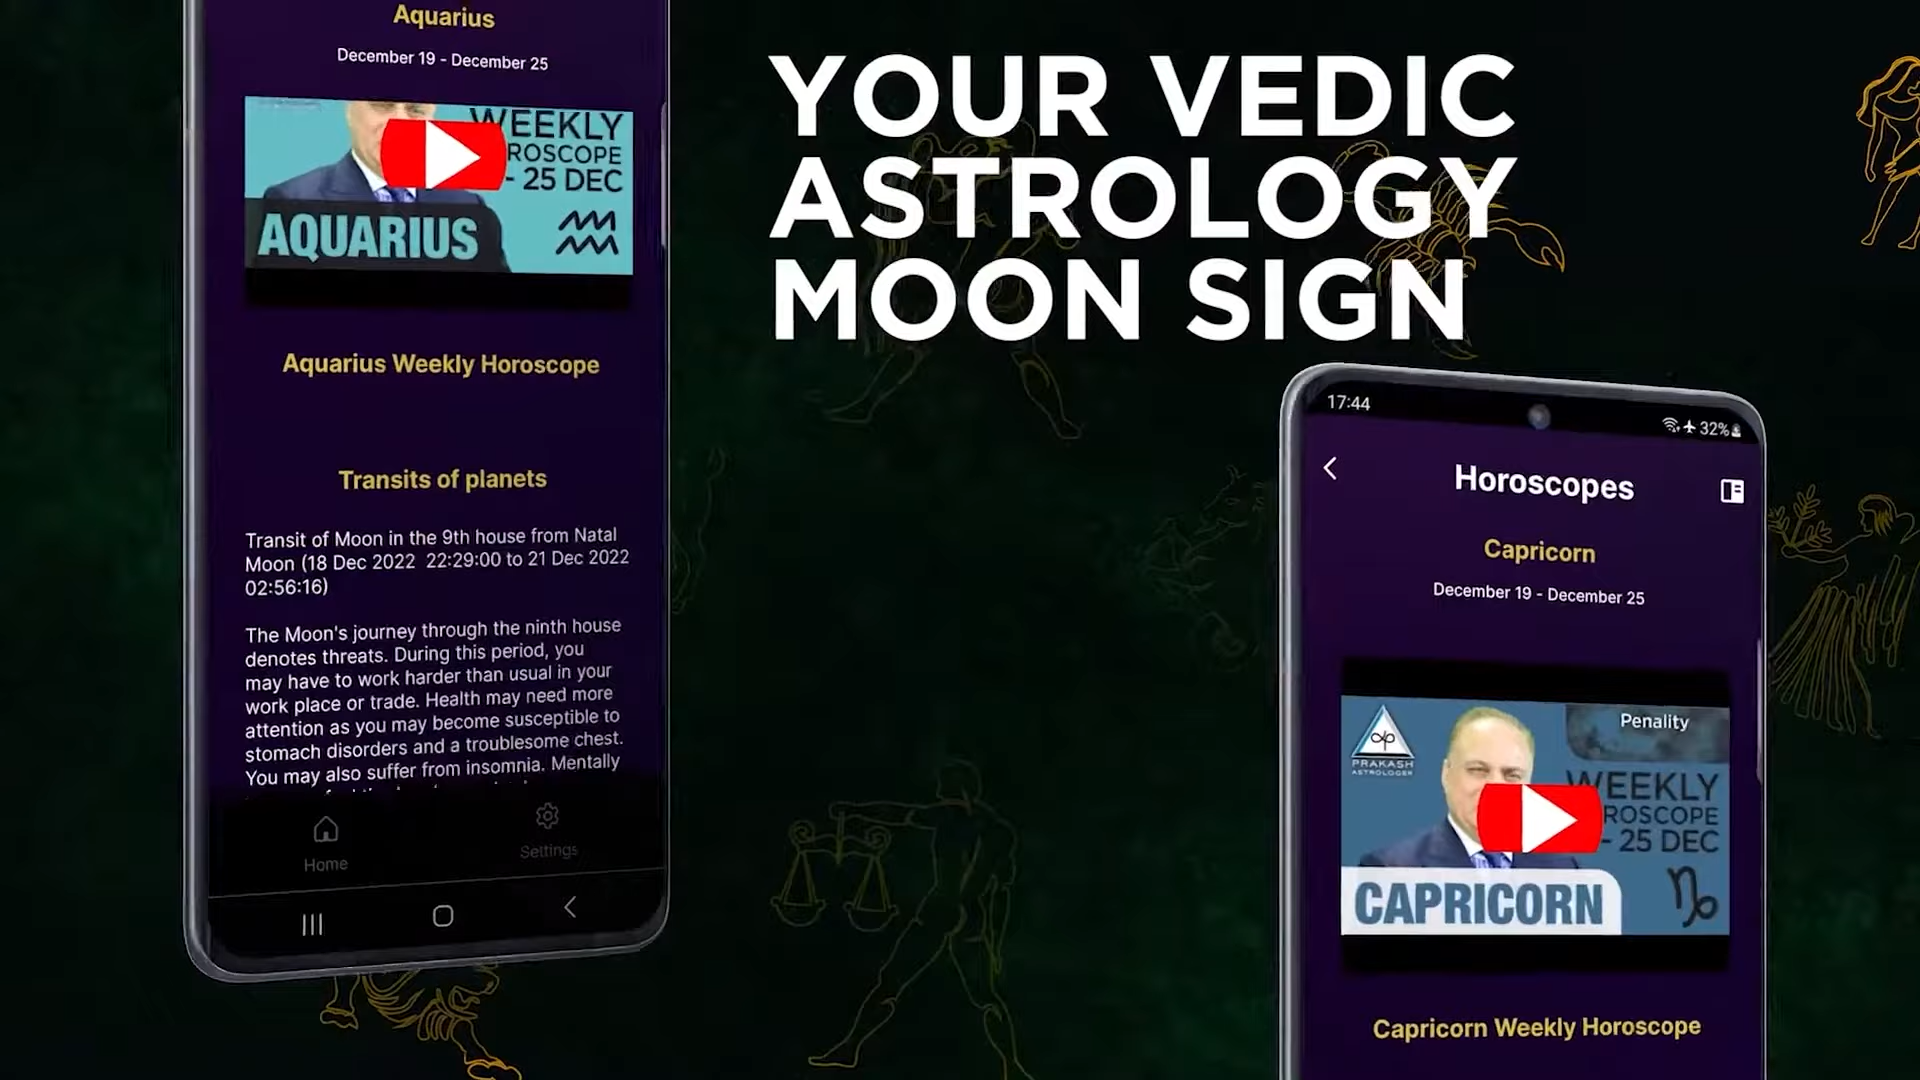 Aquarius
December 19 - December 25
WEEKLY
ROSCOPE
- 25 DEC
AQUARIUS
Aquarius Weekly Horoscope
Transits of planets
Transit of Moon in the 9th house from Natal
Moon (18 Dec 2022 22:29:00 to 21 Dec 2022
02:56:16)
The Moon's journey through the ninth house
denotes threats. During this period, you
may have to work harder than usual in your
work place or trade. Health may need more
attention as you may become susceptible to
stomach disorders and a troublesome chest.
You may also suffer from insomnia. Mentally
Home
Settings
YOUR VEDIC
ASTROLOGY
MOON SIGN
17:44
32%
Horoscopes
Capricorn
December 19 - December 25
PRAKASH
ASTROLOGER
Penality
WEEKLY
ROSCOPE
- 25 DEC
CAPRICORN
Capricorn Weekly Horoscope